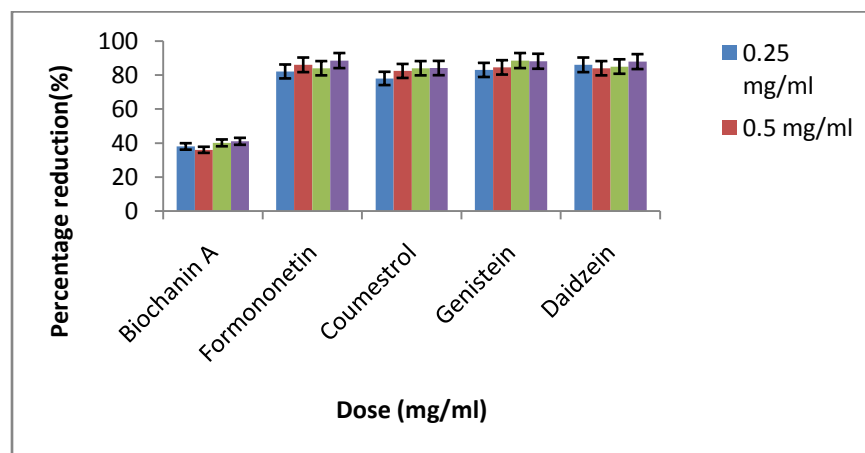 Percentage reduction(%)
100
80
60
40
20
0
Biochanin A
Formononetin
Coumestrol
Genistein
Daidzein
Dose (mg/ml)
0.25
mg/ml
0.5 mg/ml